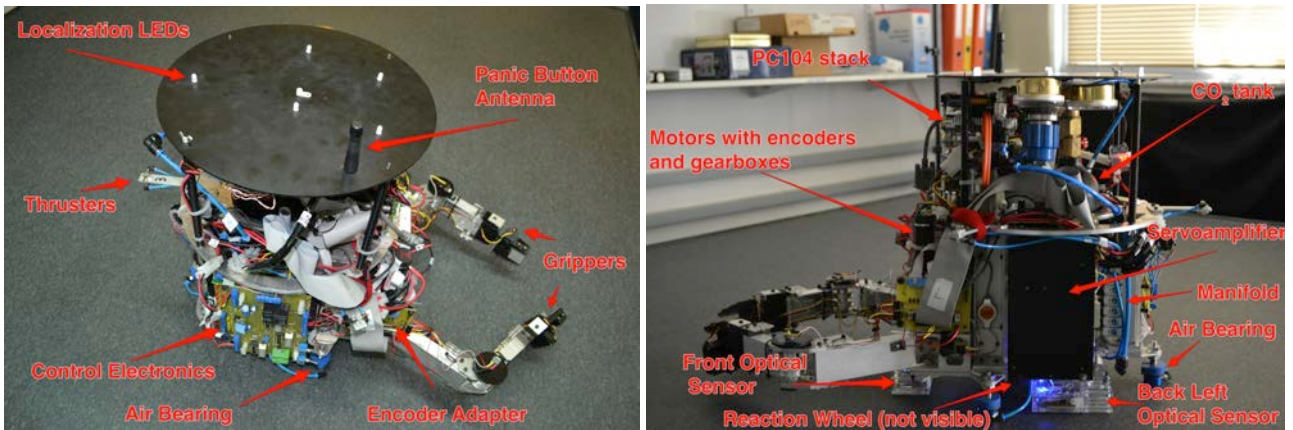 Localization LEDs
Panic Button
Antenna
Thrusters
Grippers
Control Electronics
Air Bearing
Encoder Adapter
PC104 stack
CO2 tank
Motors with encoders
and gearboxes
Servoamplifier
Manifold
Air Bearing
Front Optical
Sensor
Reaction Wheel (not visible)
Back Left
Optical Sensor